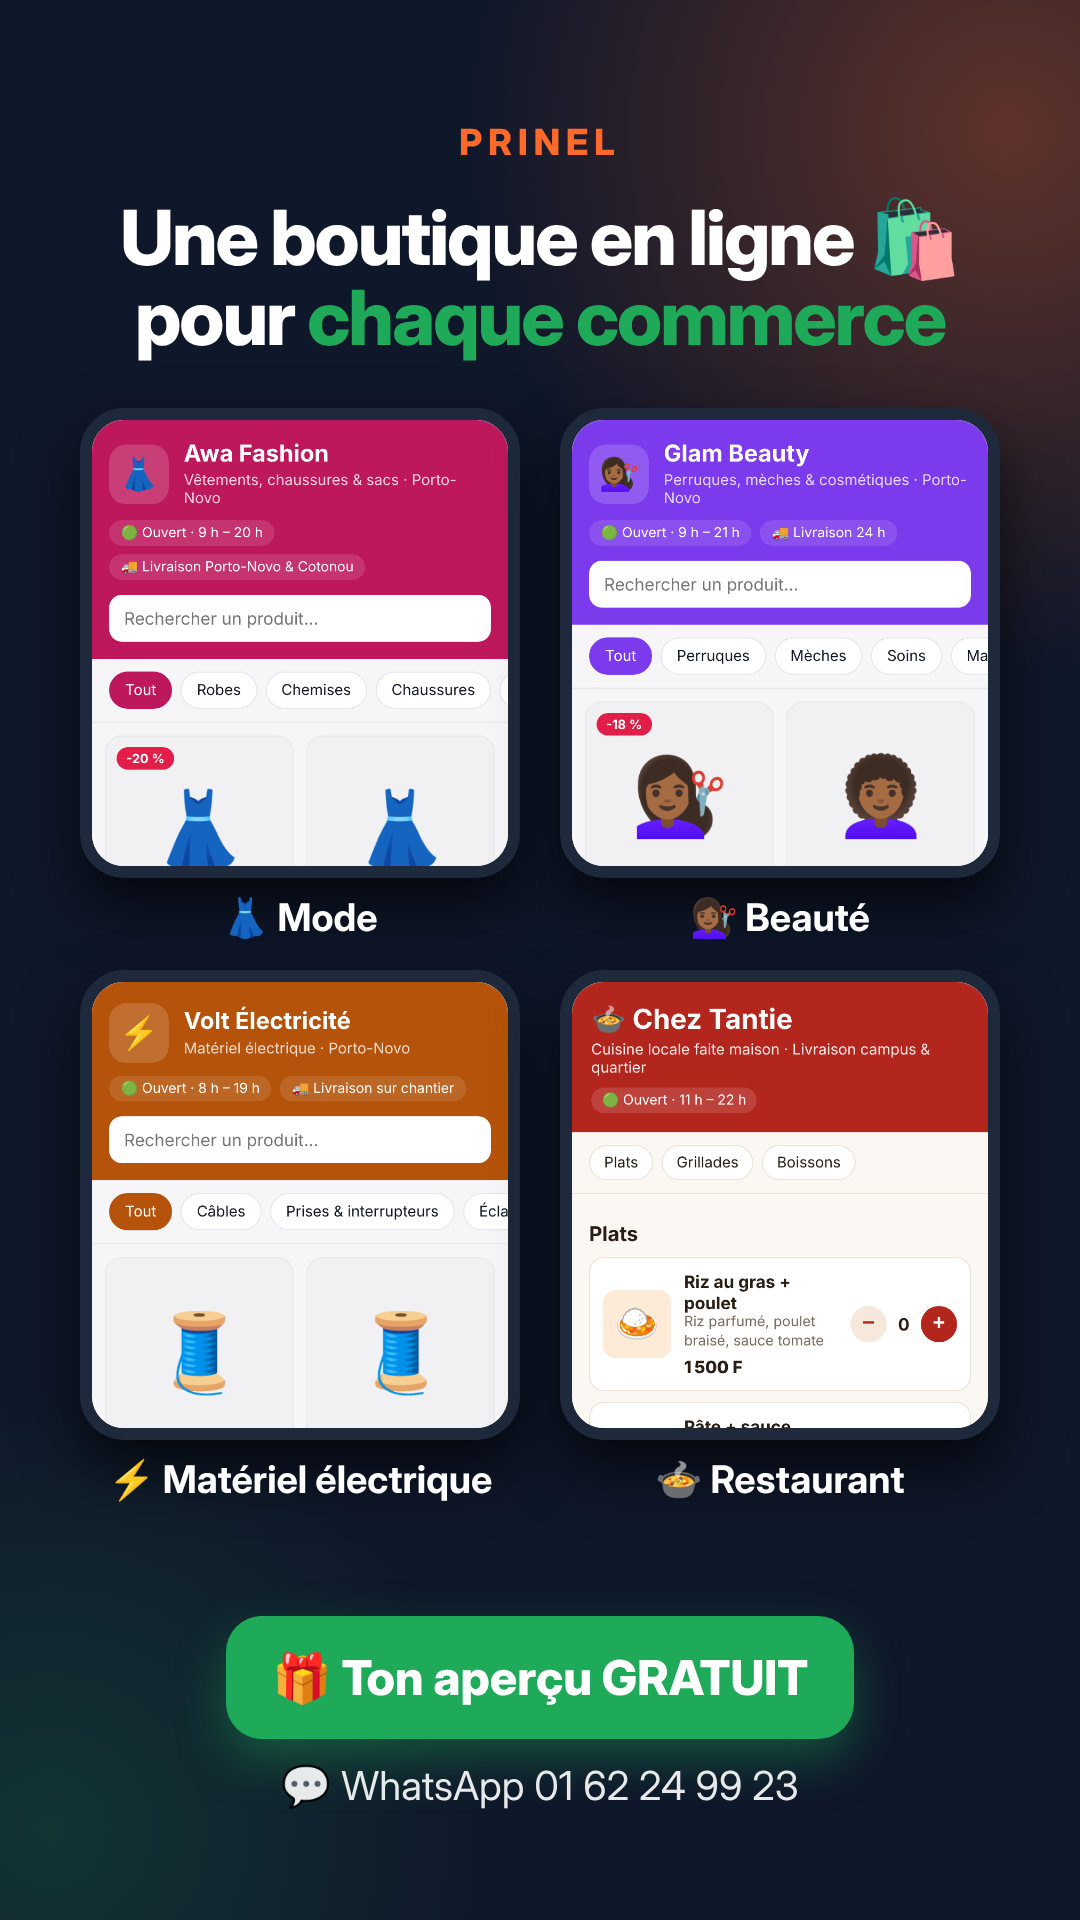 PRINEL
Une boutique en ligne 🛍️
pour chaque commerce
Awa Fashion
Vêtements, chaussures & sacs · Porto-
Novo
Ouvert · 9 h – 20 h
Livraison Porto-Novo & Cotonou
Rechercher un produit...
Tout
Robes
Chemises
Chaussures
-20 %
Mode
Glam Beauty
Perruques, mèches & cosmétiques · Porto-
Novo
Ouvert · 9 h – 21 h
Livraison 24 h
Rechercher un produit...
Tout
Perruques
Mèches
Soins
Ma
-18 %
Beauté
Volt Électricité
Matériel électrique · Porto-Novo
Ouvert · 8 h – 19 h
Livraison sur chantier
Rechercher un produit...
Tout
Câbles
Prises & interrupteurs
Écla
Matériel électrique
Chez Tantie
Cuisine locale faite maison · Livraison campus &
quartier
Ouvert · 11 h – 22 h
Plats
Grillades
Boissons
Plats
Riz au gras +
poulet
Riz parfumé, poulet
braisé, sauce tomate
1 500 F
− 0 +
Pâte + sauce
Restaurant
Ton aperçu GRATUIT
WhatsApp 01 62 24 99 23